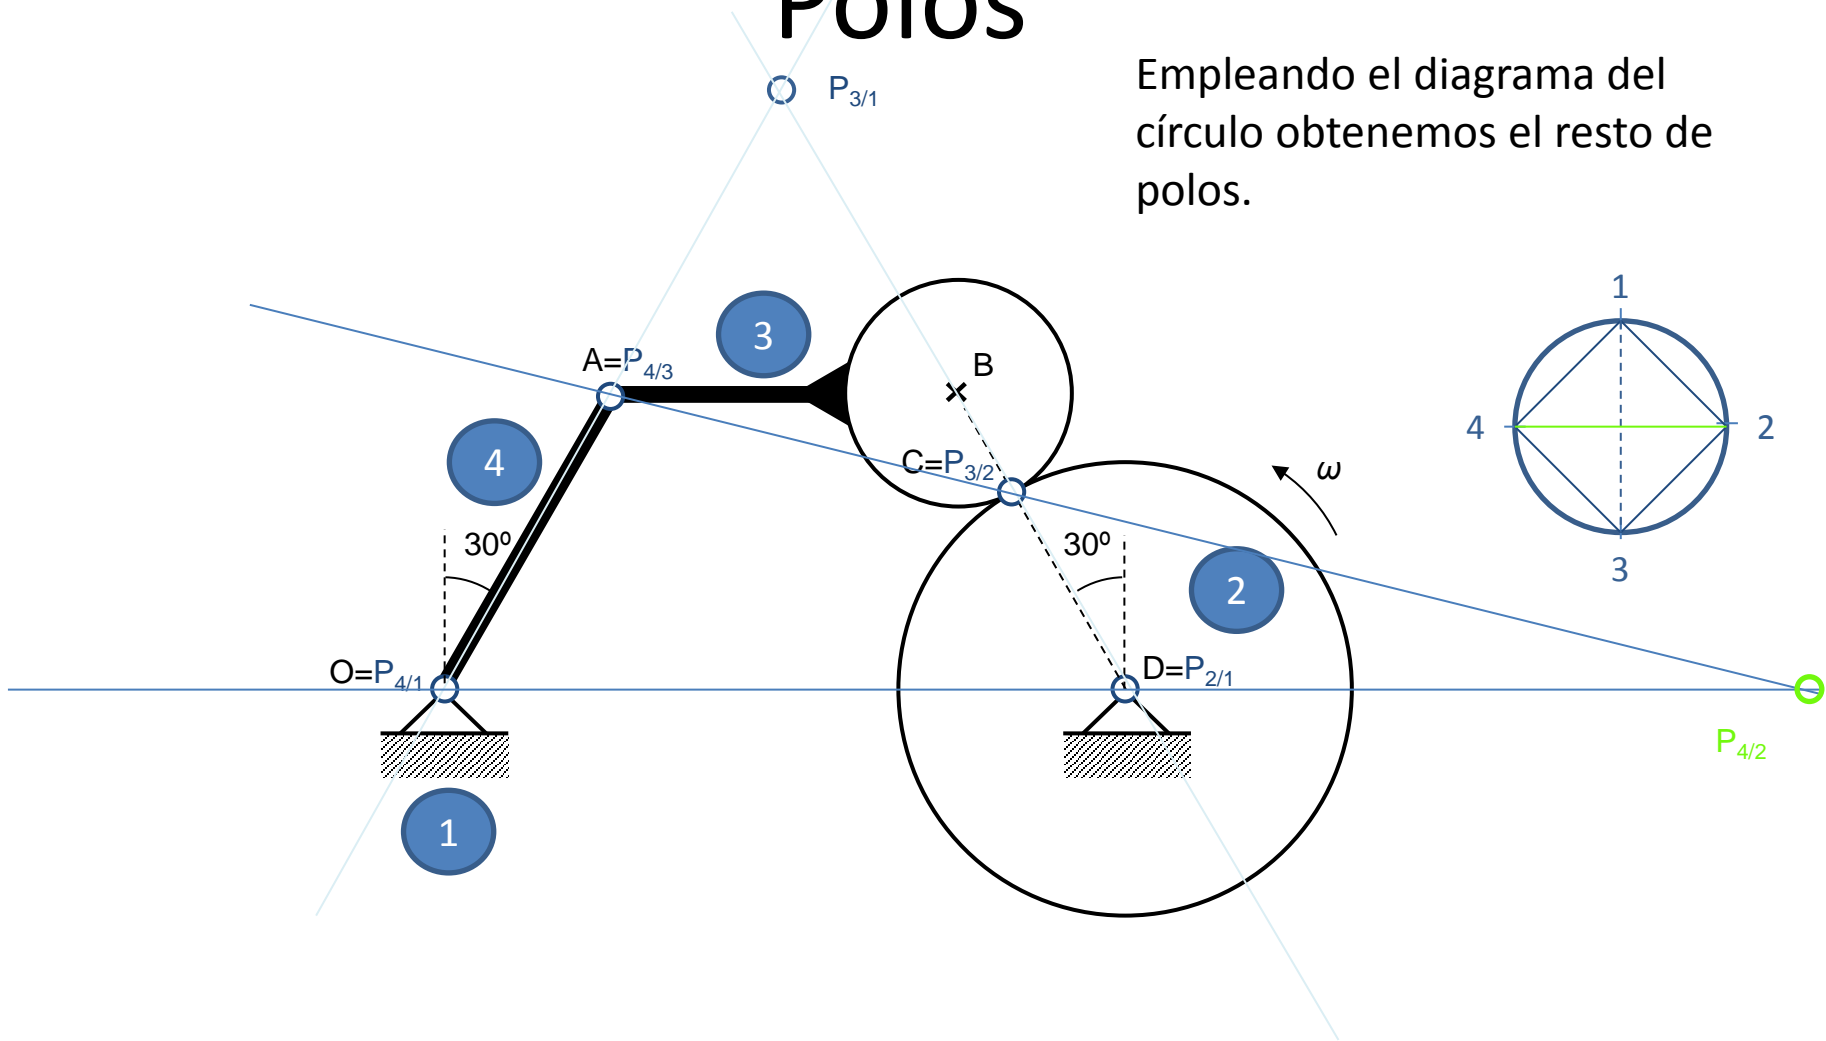 Polos
P3/1
Empleando el diagrama del
círculo obtenemos el resto de
polos.
1
3
A=P4/3
B
4
2
4
C=P3/2
ω
30º
30º
3
2
O=P4/1
D=P2/1
P4/2
1